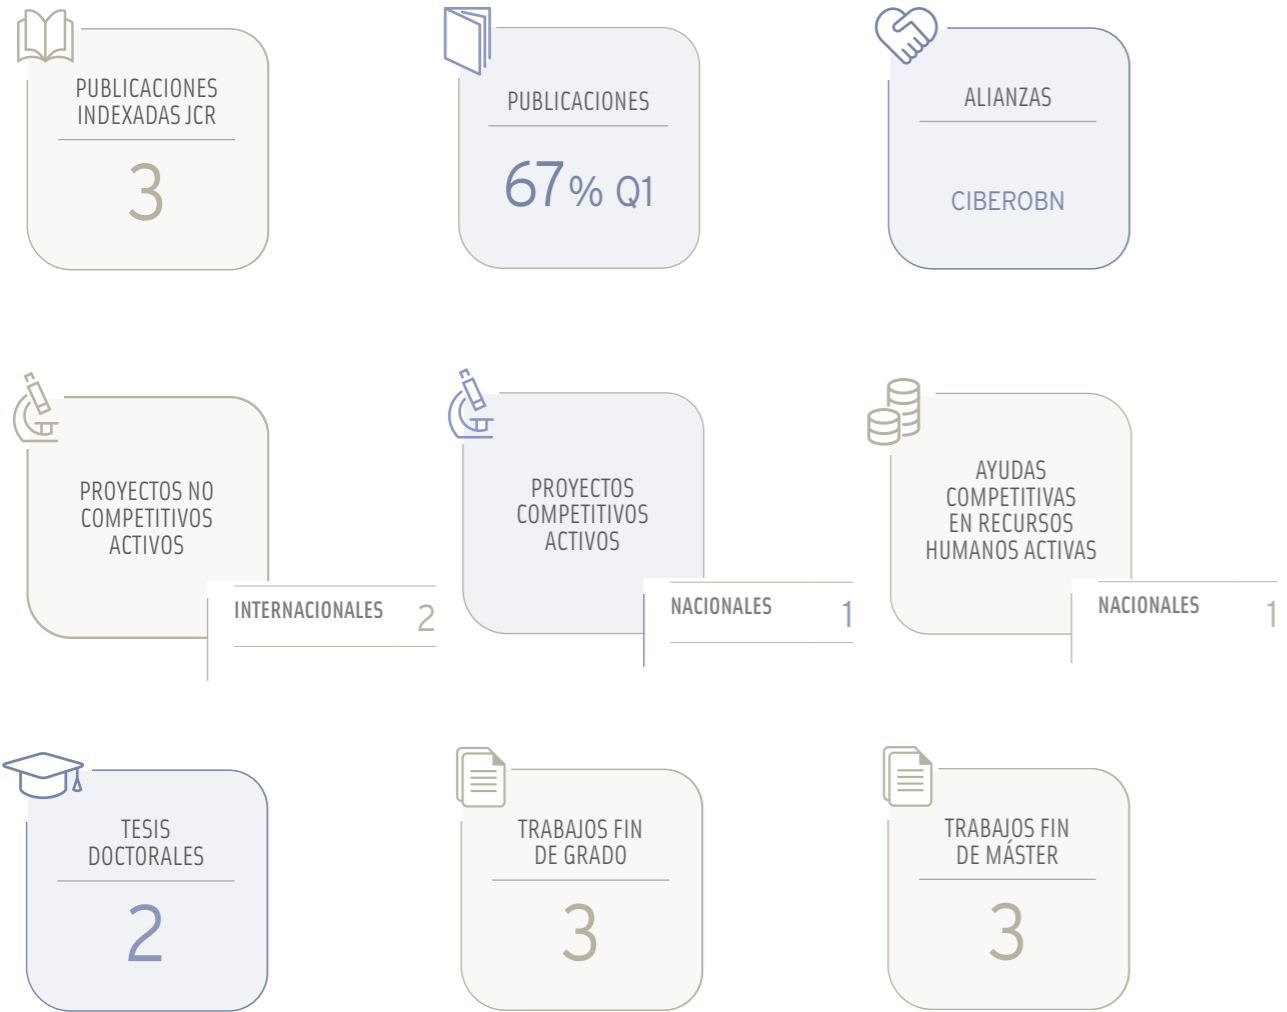 PUBLICACIONES
INDEXADAS JCR
3
PUBLICACIONES
67% Q1
ALIANZAS
CIBEROBN
PROYECTOS NO
COMPETITIVOS
ACTIVOS
INTERNACIONALES 2
PROYECTOS
COMPETITIVOS
ACTIVOS
NACIONALES 1
AYUDAS
COMPETITIVAS
EN RECURSOS
HUMANOS ACTIVAS
NACIONALES 1
TESIS
DOCTORALES
2
TRABAJOS FIN
DE GRADO
3
TRABAJOS FIN
DE MÁSTER
3